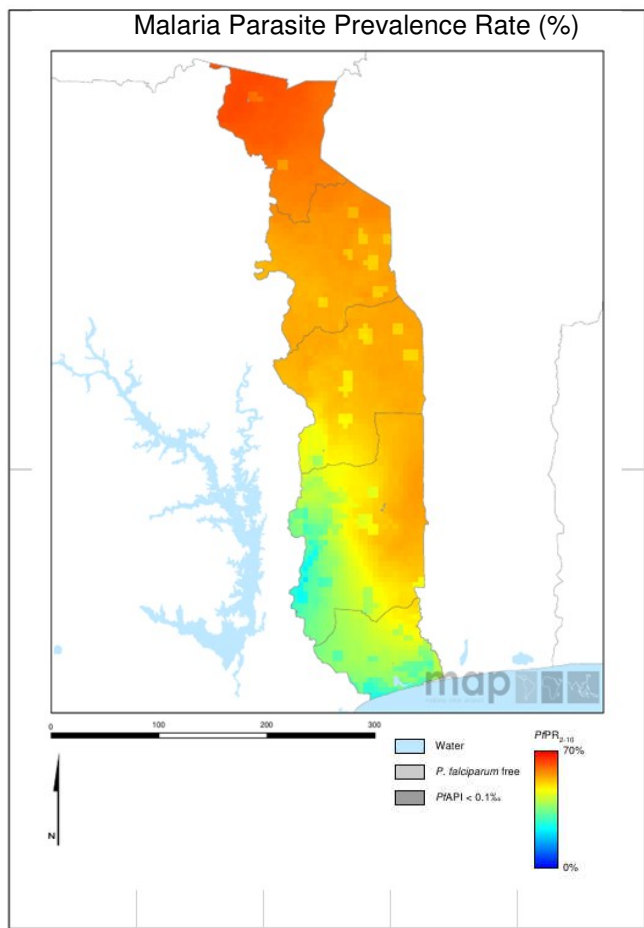 Malaria Parasite Prevalence Rate (%)
map
0 100 200 300
Water
P. falciparum free
PfAPI < 0.1‰
PfPR2-10
70%
0%
N